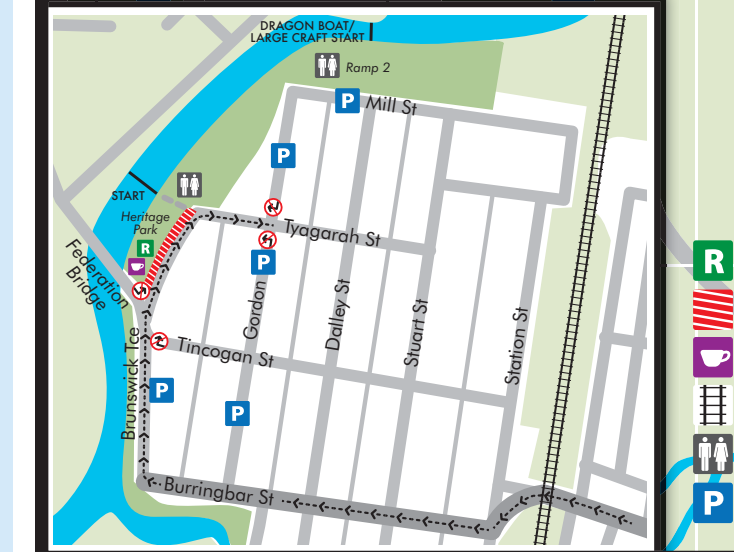 DRAGON BOAT/
LARGE CRAFT START
Ramp 2
P
Mill St
P
START
Heritage
Park
R
Tyagarah St
P
Federation
Bridge
Gordon
Dalley St
Stuart St
Station St
Brunswick Tce
Tincogan St
P
P
Burringbar St
R
P